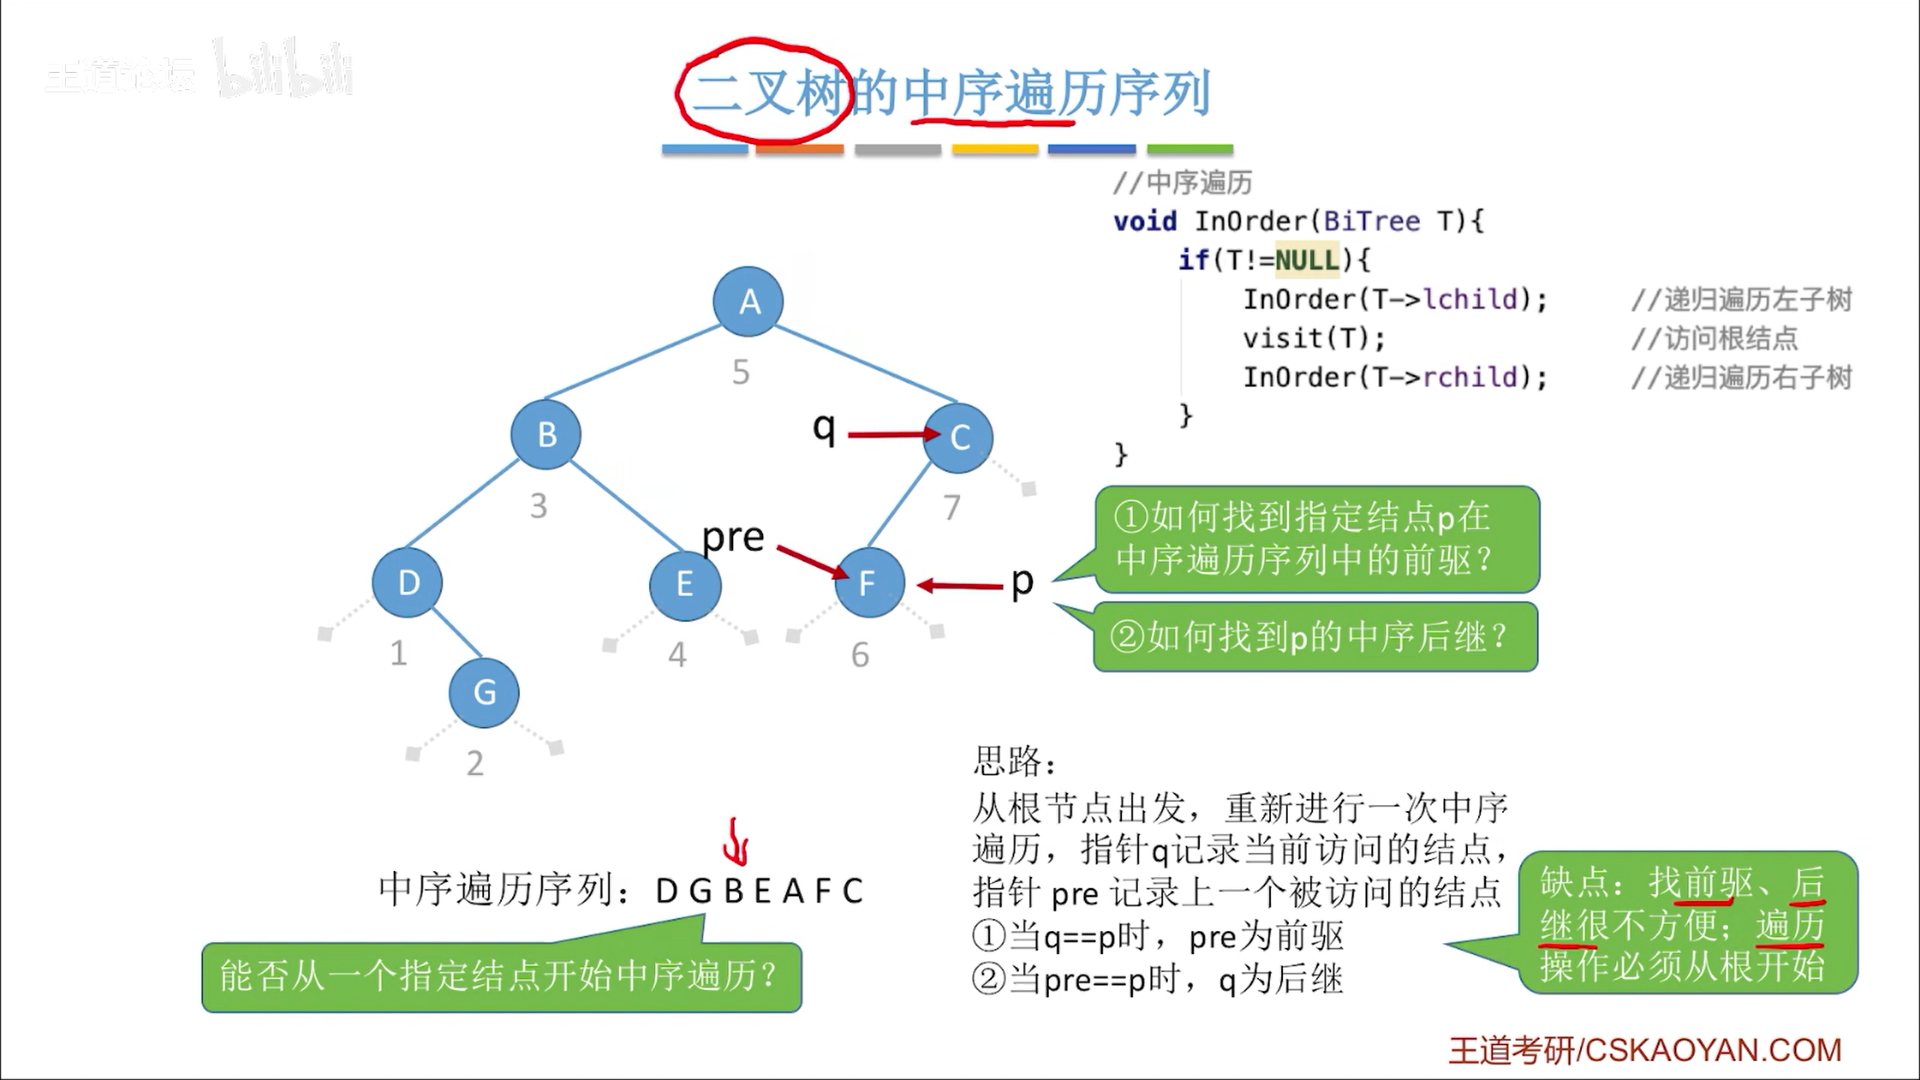 王道论坛 bilibili
二叉树的中序遍历序列
//中序遍历
void InOrder(BiTree T){
if(T!=NULL){
InOrder(T->lchild); //递归遍历左子树
visit(T); //访问根结点
InOrder(T->rchild); //递归遍历右子树
}
}
A
5
B
3
q
C
7
pre
D
1
E
4
F
6
p
G
2
①如何找到指定结点p在
中序遍历序列中的前驱？
②如何找到p的中序后继？
中序遍历序列：D G B E A F C
能否从一个指定结点开始中序遍历？
思路：
从根节点出发，重新进行一次中序
遍历，指针q记录当前访问的结点，
指针 pre 记录上一个被访问的结点
①当q==p时，pre为前驱
②当pre==p时，q为后继
缺点：找前驱、后
继很不方便；遍历
操作必须从根开始
王道考研/CSKAOYAN.COM